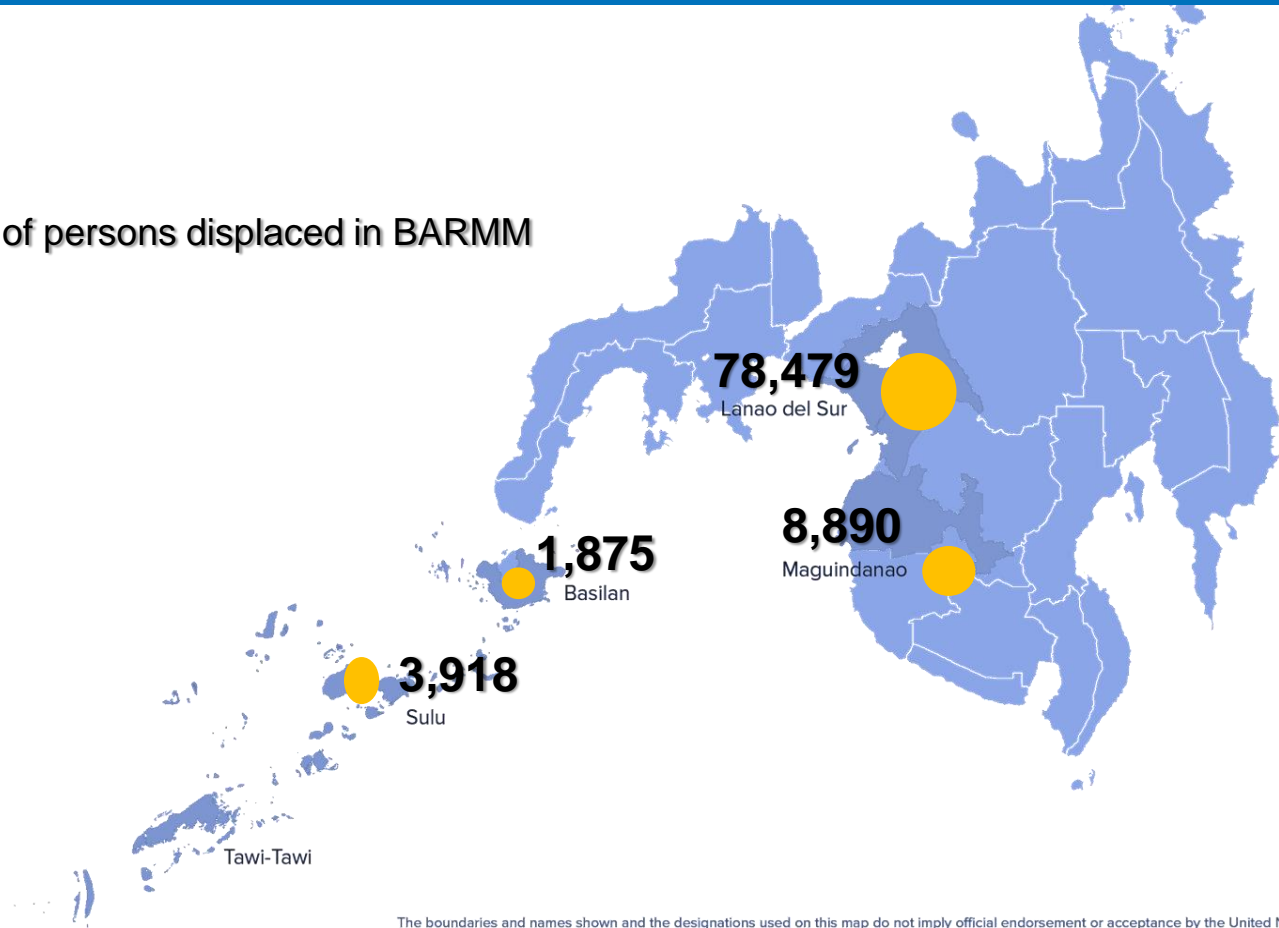 of persons displaced in BARMM
78,479
Lanao del Sur
8,890
Maguindanao
1,875
Basilan
3,918
Sulu
Tawi-Tawi
The boundaries and names shown and the designations used on this map do not imply official endorsement or acceptance by the United